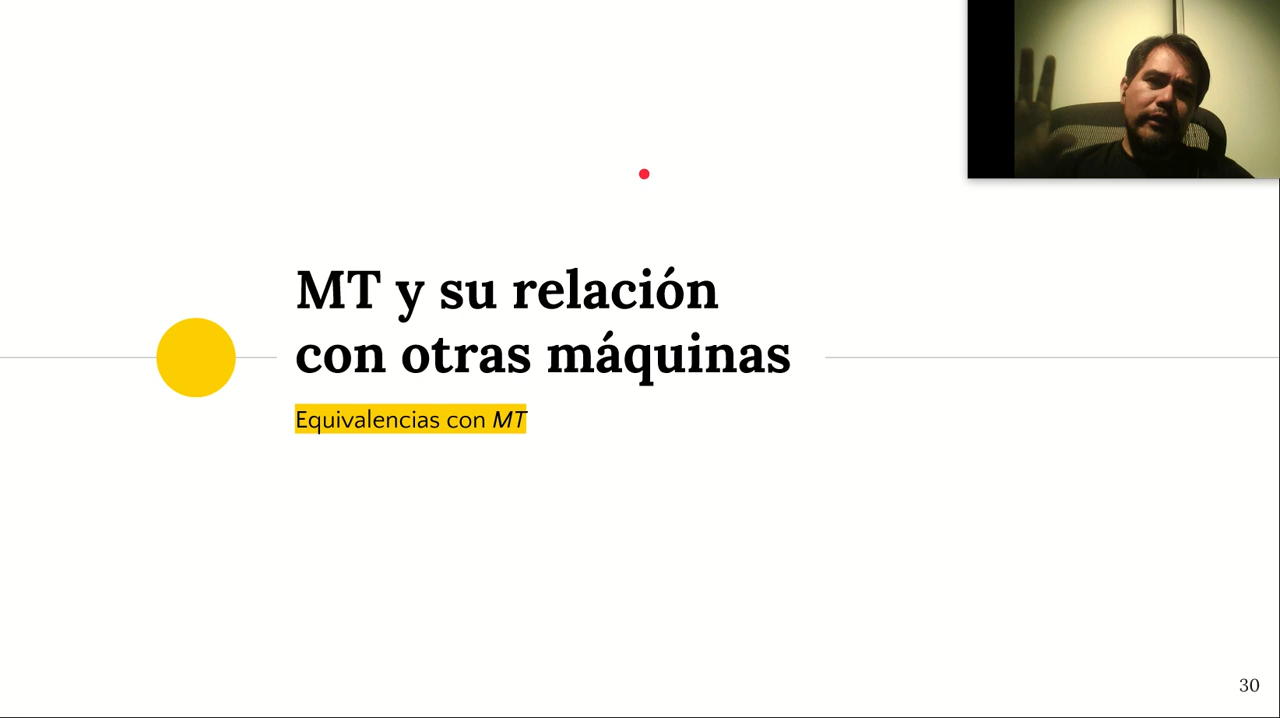 MT y su relación
con otras máquinas
Equivalencias con MT
30